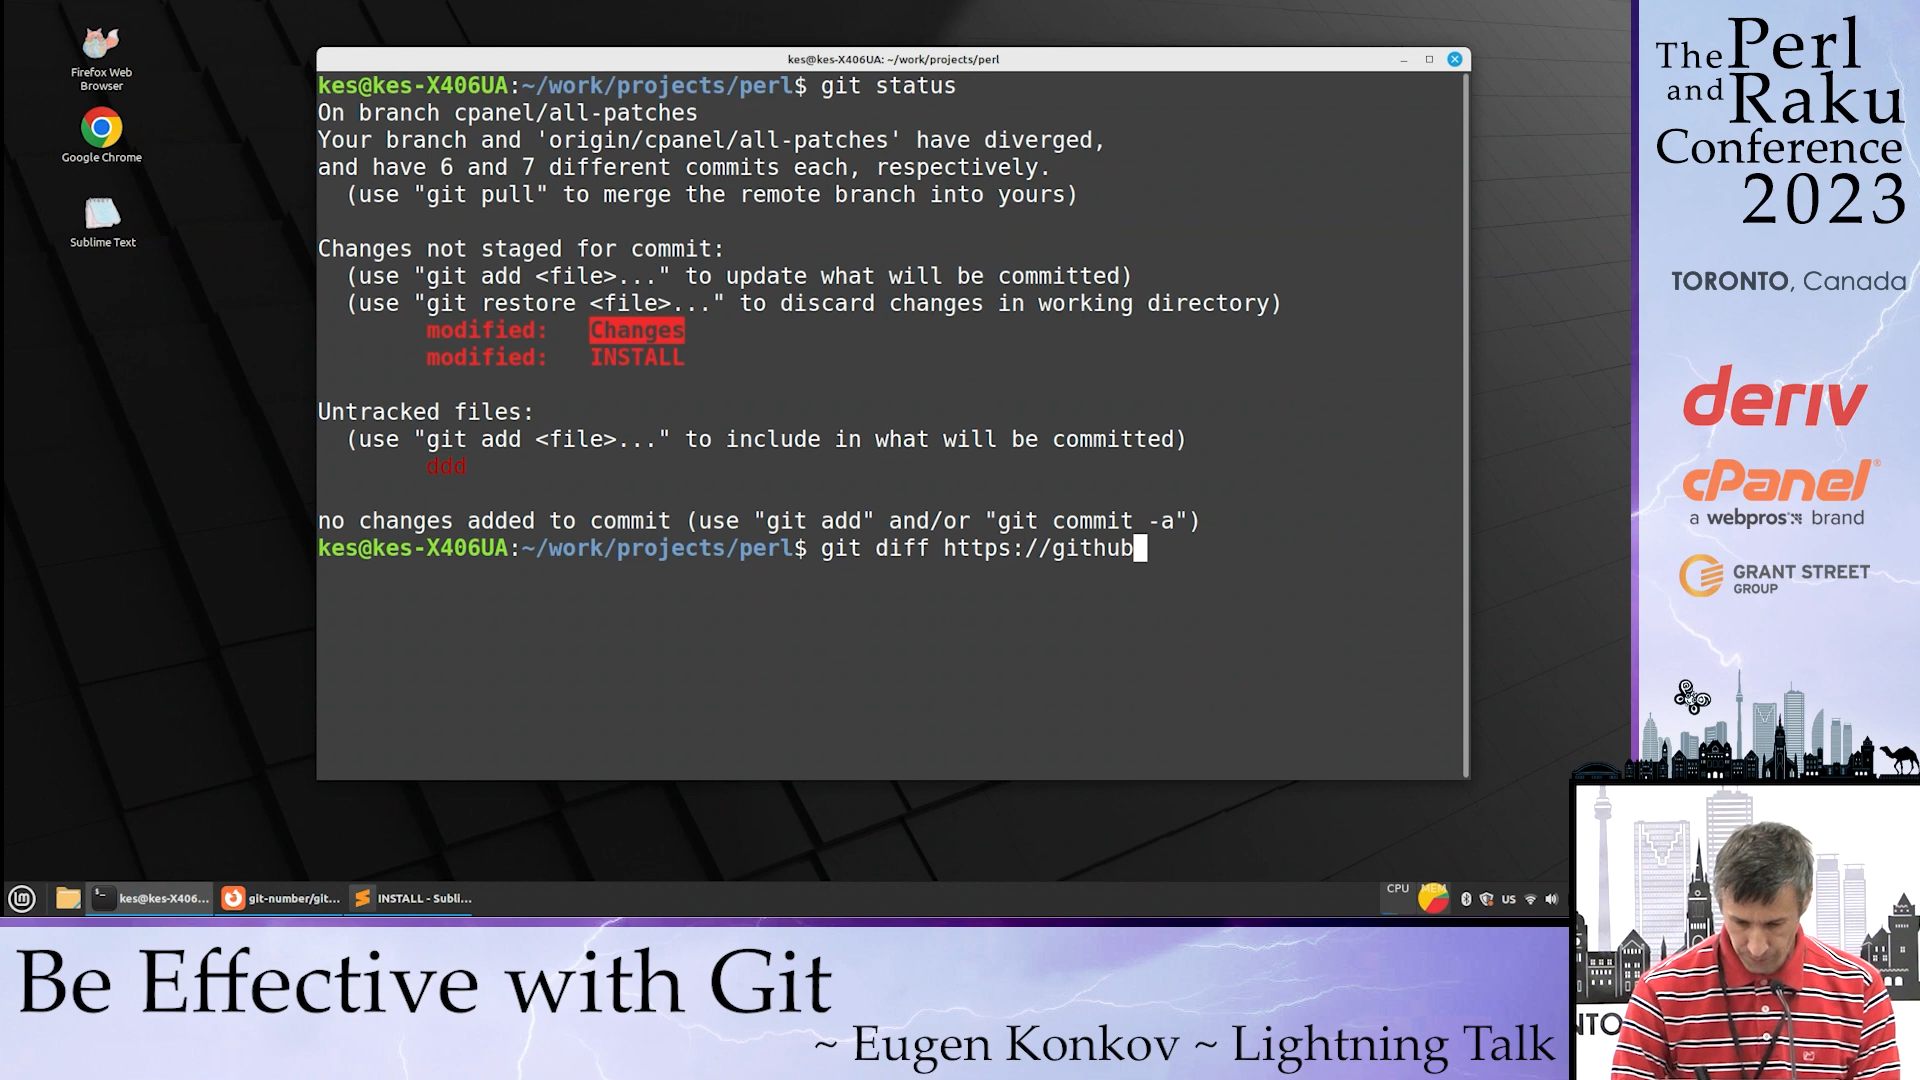 Firefox Web
Browser
Google Chrome
Sublime Text
kes@kes-X406UA: ~/work/projects/perl
kes@kes-X406UA:~/work/projects/perl$ git status
On branch cpanel/all-patches
Your branch and 'origin/cpanel/all-patches' have diverged,
and have 6 and 7 different commits each, respectively.
  (use "git pull" to merge the remote branch into yours)
Changes not staged for commit:
  (use "git add <file>..." to update what will be committed)
  (use "git restore <file>..." to discard changes in working directory)
        modified:   Changes
        modified:   INSTALL
Untracked files:
  (use "git add <file>..." to include in what will be committed)
        ddd
no changes added to commit (use "git add" and/or "git commit -a")
kes@kes-X406UA:~/work/projects/perl$ git diff https://github
kes@kes-X406...
git-number/git...
INSTALL - Subli...
CPU
MEM
US
The Perl
and Raku
Conference
2023
TORONTO, Canada
deriv
cPanel®
a webpros brand
GRANT STREET
GROUP
NTO
Be Effective with Git
~ Eugen Konkov ~ Lightning Talk